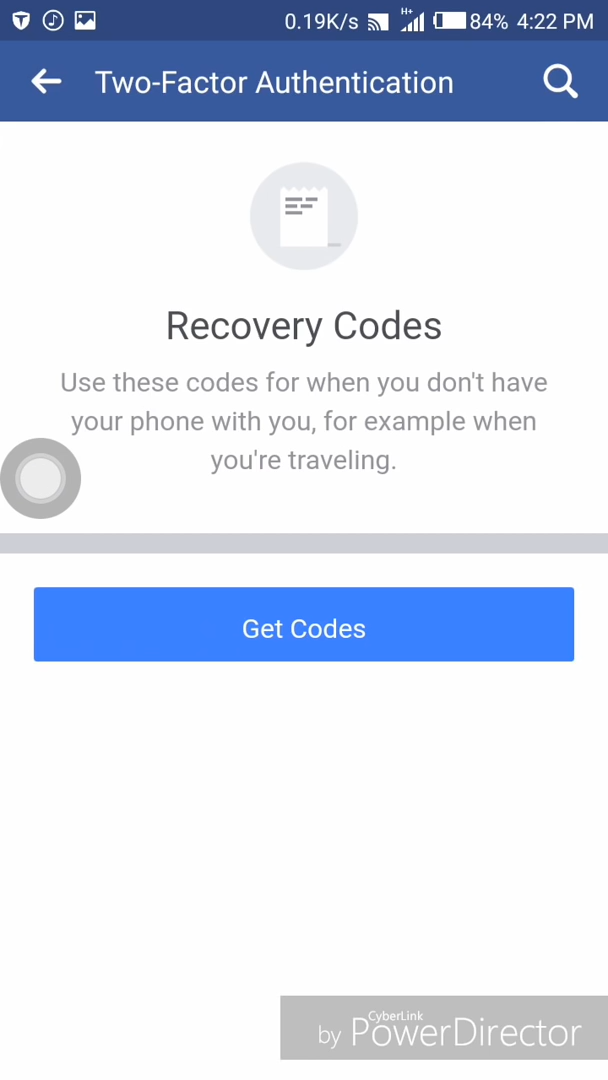 0.19K/s H+ 84% 4:22 PM
Two-Factor Authentication
Recovery Codes
Use these codes for when you don't have
your phone with you, for example when
you're traveling.
Get Codes
CyberLink
by PowerDirector